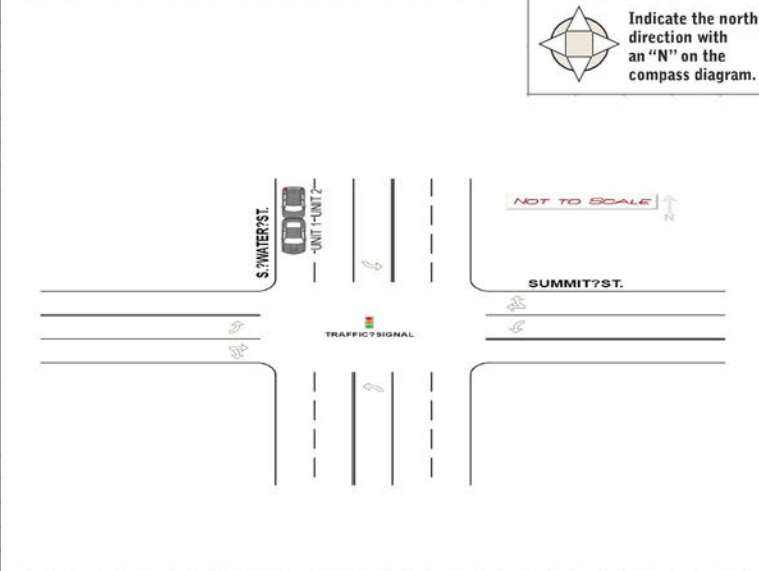 Indicate the north
direction with
an “N” on the
compass diagram.
S.?WATER?ST.
-UNIT 1-UNIT 2-
NOT TO SCALE
N
SUMMIT?ST.
TRAFFIC?SIGNAL